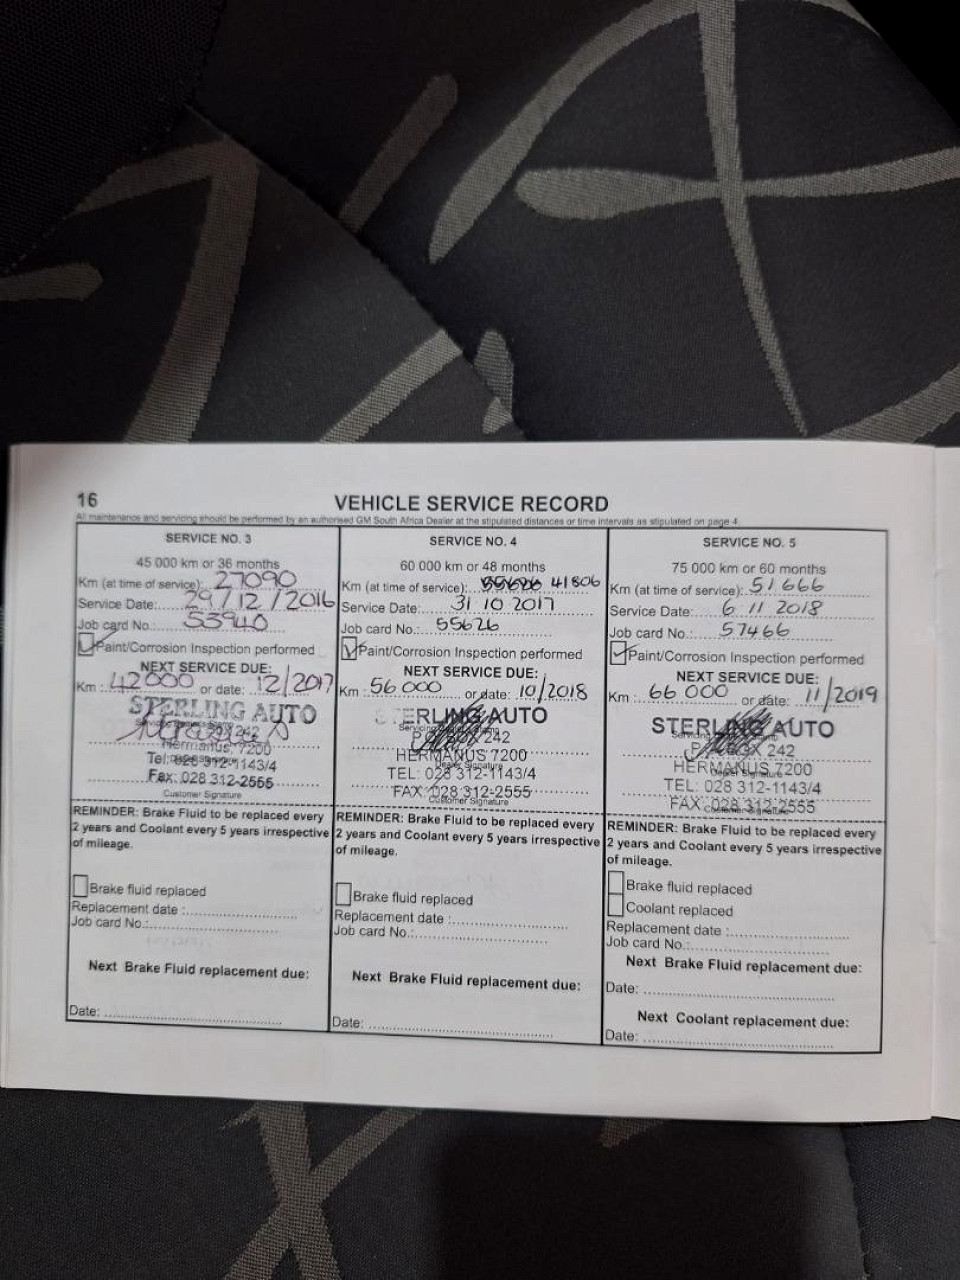 16
VEHICLE SERVICE RECORD
All maintenance and servicing should be performed by an authorised GM South Africa Dealer at the stipulated distances or time intervals as stipulated on page 4.
SERVICE NO. 3
45 000 km or 36 months
Km (at time of service): 27090
Service Date: 29/12/2016
Job card No.: 53940
Paint/Corrosion Inspection performed
NEXT SERVICE DUE:
Km : 42000 or date: 12/2017
STERLING AUTO
242
Hermanus, 7200
Tel: 028 312-1143/4
Fax: 028 312-2555
Customer Signature
REMINDER: Brake Fluid to be replaced every
2 years and Coolant every 5 years irrespective
of mileage.
Brake fluid replaced
Replacement date :
Job card No.:
Next Brake Fluid replacement due:
Date:
SERVICE NO. 4
60 000 km or 48 months
Km (at time of service): 41806
Service Date: 31 10 2017
Job card No.: 55626
Paint/Corrosion Inspection performed
NEXT SERVICE DUE:
Km : 56 000 or date: 10/2018
STERLING AUTO
242
HERMANUS 7200
Dealer Signature
TEL: 028 312-1143/4
FAX: 028 312-2555
Customer Signature
REMINDER: Brake Fluid to be replaced every
2 years and Coolant every 5 years irrespective
of mileage.
Brake fluid replaced
Replacement date :
Job card No.:
Next Brake Fluid replacement due:
Date:
SERVICE NO. 5
75 000 km or 60 months
Km (at time of service): 51 666
Service Date: 6 11 2018
Job card No.: 57466
Paint/Corrosion Inspection performed
NEXT SERVICE DUE:
Km : 66 000 or date: 11/2019
STERLING AUTO
BOX 242
HERMANUS 7200
Dealer Signature
TEL: 028 312-1143/4
FAX 028 312-2555
Customer Signature
REMINDER: Brake Fluid to be replaced every
2 years and Coolant every 5 years irrespective
of mileage.
Brake fluid replaced
Coolant replaced
Replacement date :
Job card No.:
Next Brake Fluid replacement due:
Date:
Next Coolant replacement due:
Date: